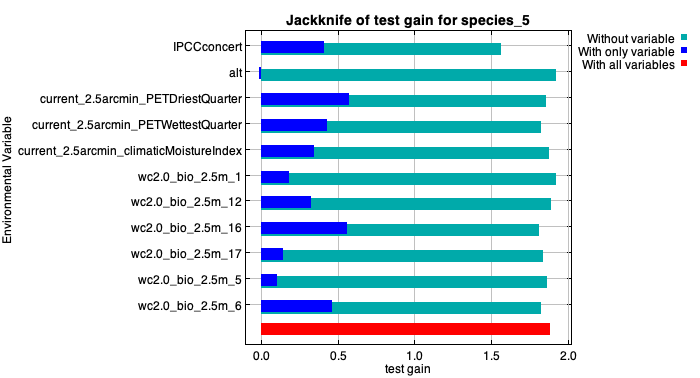 Jackknife of test gain for species_5
Without variable
With only variable
With all variables
Environmental Variable
IPCCconcert
alt
current_2.5arcmin_PETDriestQuarter
current_2.5arcmin_PETWettestQuarter
current_2.5arcmin_climaticMoistureIndex
wc2.0_bio_2.5m_1
wc2.0_bio_2.5m_12
wc2.0_bio_2.5m_16
wc2.0_bio_2.5m_17
wc2.0_bio_2.5m_5
wc2.0_bio_2.5m_6
0.0 0.5 1.0 1.5 2.0
test gain